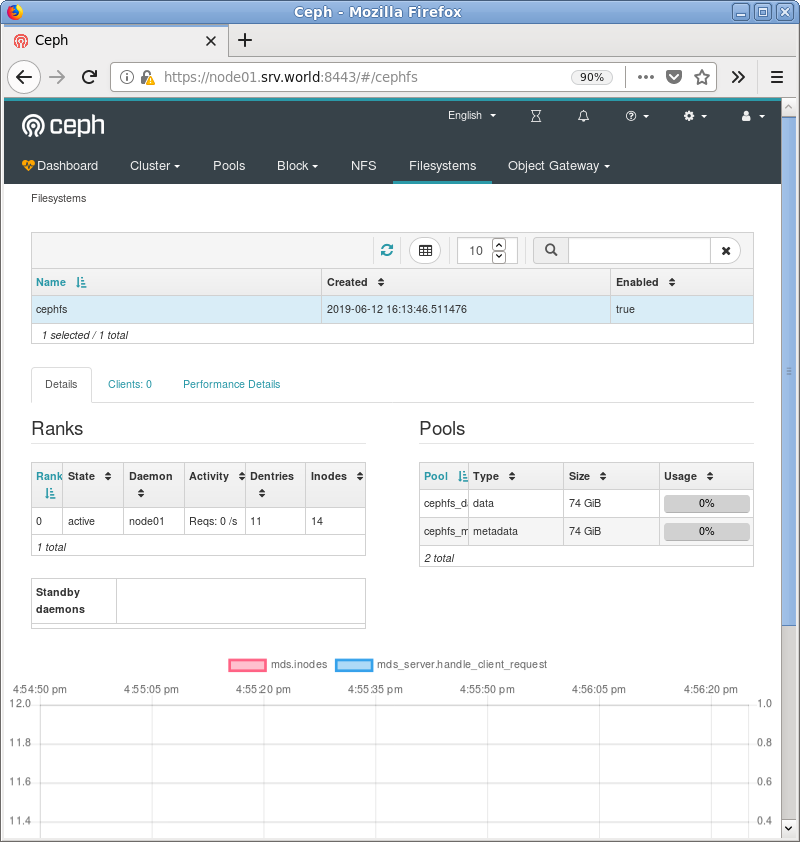 Ceph - Mozilla Firefox
Ceph
https://node01.srv.world:8443/#/cephfs 90%
ceph English
Dashboard Cluster Pools Block NFS Filesystems Object Gateway
Filesystems
10
Name Created Enabled
cephfs 2019-06-12 16:13:46.511476 true
1 selected / 1 total
Details Clients: 0 Performance Details
Ranks
Rank State Daemon Activity Dentries Inodes
0 active node01 Reqs: 0 /s 11 14
1 total
Standby
daemons
Pools
Pool Type Size Usage
cephfs_d data 74 GiB 0%
cephfs_m metadata 74 GiB 0%
2 total
mds.inodes mds_server.handle_client_request
4:54:50 pm 4:55:05 pm 4:55:20 pm 4:55:35 pm 4:55:50 pm 4:56:05 pm 4:56:20 pm
12.0 1.0
11.8 0.8
11.6 0.6
11.4 0.4